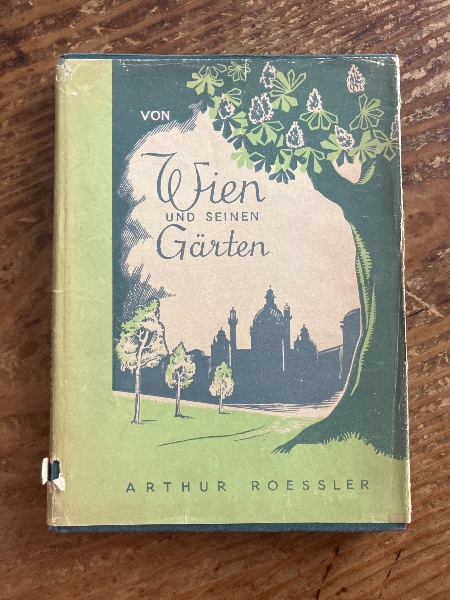 VON
Wien
UND SEINEN
Gärten
ARTHUR ROESSLER